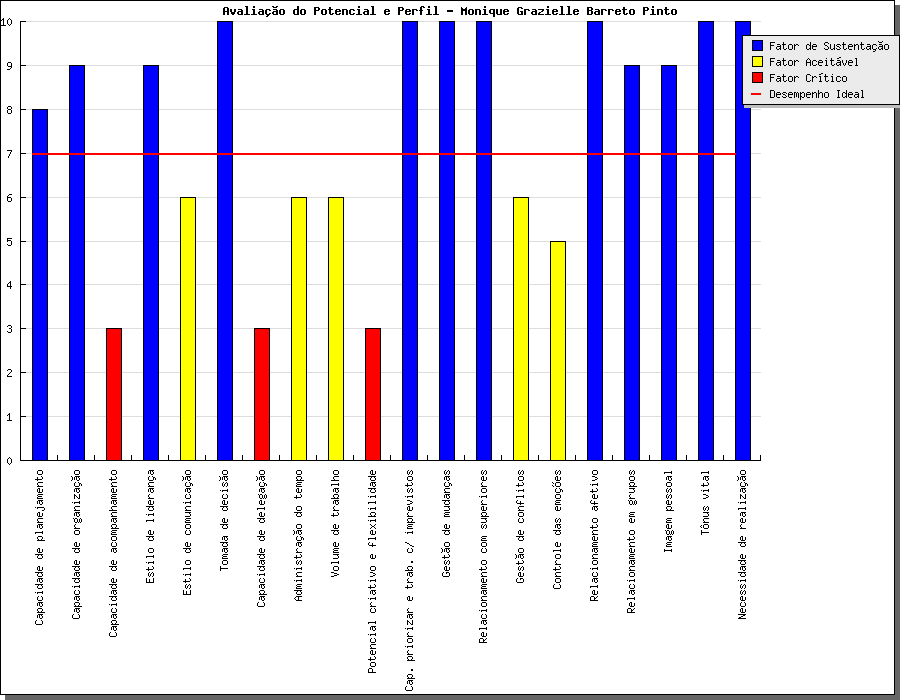 Avaliação do Potencial e Perfil - Monique Grazielle Barreto Pinto
10
9
8
7
6
5
4
3
2
1
0
Fator de Sustentação
Fator Aceitável
Fator Crítico
Desempenho Ideal
Capacidade de planejamento
Capacidade de organização
Capacidade de acompanhamento
Estilo de liderança
Estilo de comunicação
Tomada de decisão
Capacidade de delegação
Administração do tempo
Volume de trabalho
Potencial criativo e flexibilidade
Cap. priorizar e trab. c/ imprevistos
Gestão de mudanças
Relacionamento com superiores
Gestão de conflitos
Controle das emoções
Relacionamento afetivo
Relacionamento em grupos
Imagem pessoal
Tônus vital
Necessidade de realização